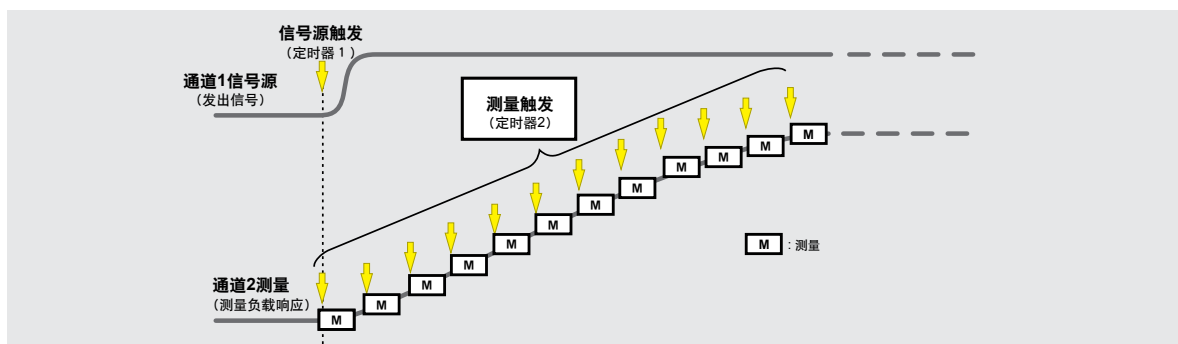 信号源触发
（定时器 1 ）
通道1信号源
（发出信号）
测量触发
（定时器2）
M
M
M
M
M
M
M
M
M
M
M
M
M : 测量
通道2测量
（测量负载响应）